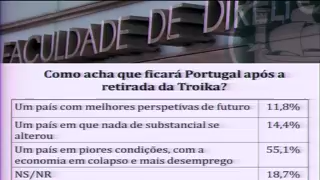 FACULDADE DE DIREITO
Como acha que ficará Portugal após a
retirada da Troika?
Um país com melhores perspetivas de futuro 11,8%
Um país em que nada de substancial se
alterou 14,4%
Um país em piores condições, com a
economia em colapso e mais desemprego 55,1%
NS/NR 18,7%